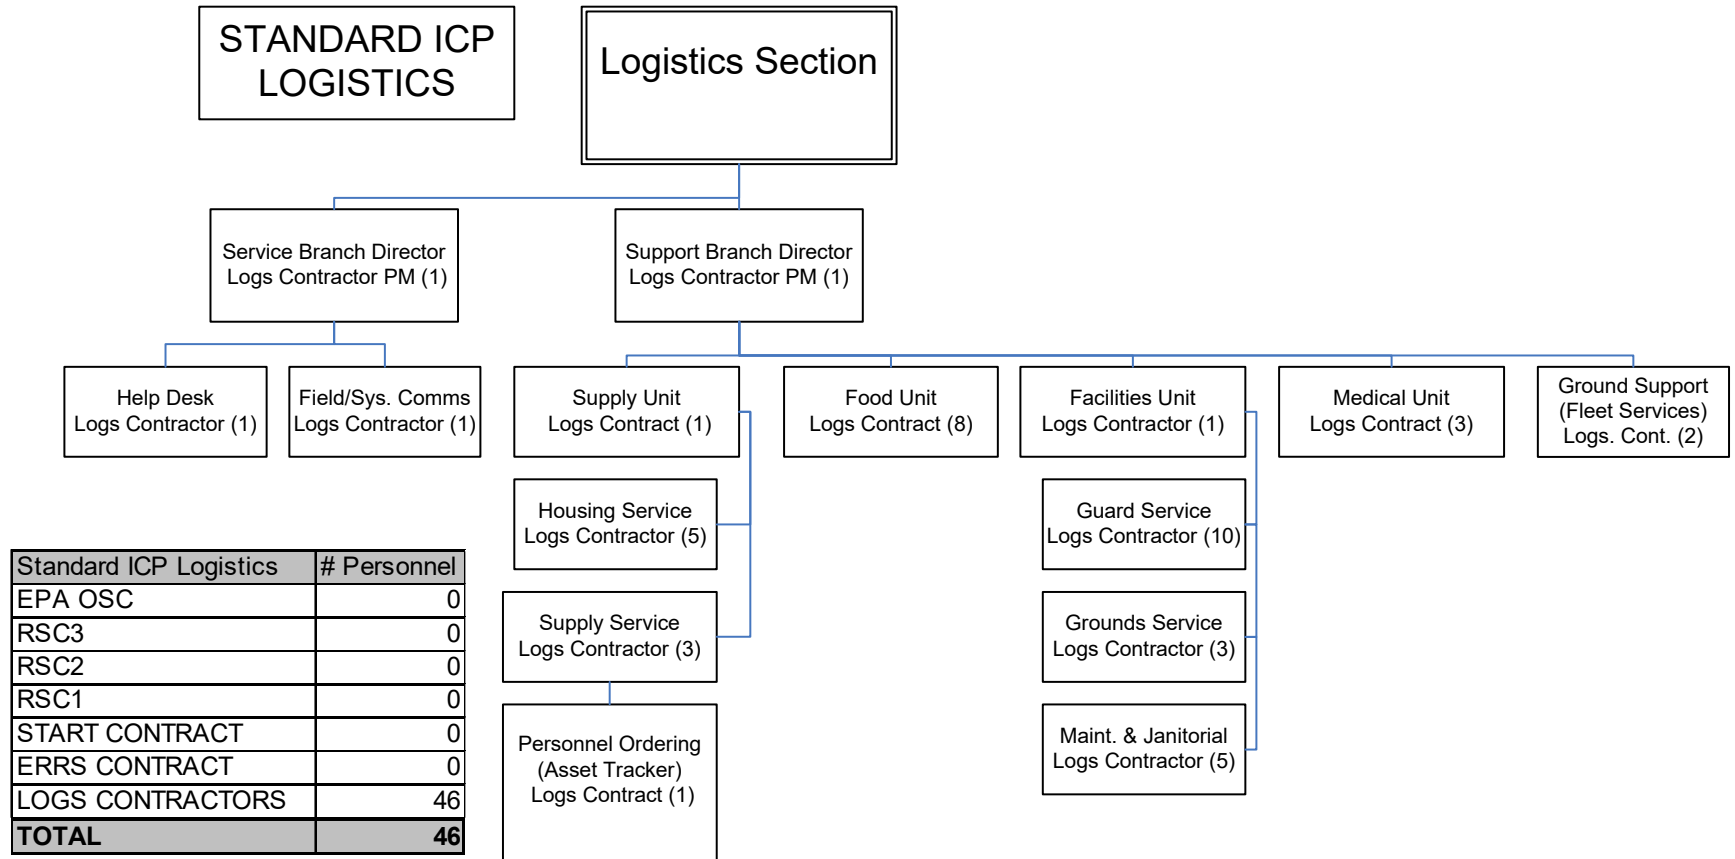 STANDARD ICP
LOGISTICS
Logistics Section
Service Branch Director
Logs Contractor PM (1)
Support Branch Director
Logs Contractor PM (1)
Help Desk
Logs Contractor (1)
Field/Sys. Comms
Logs Contractor (1)
Supply Unit
Logs Contract (1)
Food Unit
Logs Contract (8)
Facilities Unit
Logs Contractor (1)
Medical Unit
Logs Contract (3)
Ground Support
(Fleet Services)
Logs. Cont. (2)
Housing Service
Logs Contractor (5)
Guard Service
Logs Contractor (10)
Supply Service
Logs Contractor (3)
Grounds Service
Logs Contractor (3)
Personnel Ordering
(Asset Tracker)
Logs Contract (1)
Maint. & Janitorial
Logs Contractor (5)
Standard ICP Logistics # Personnel
EPA OSC 0
RSC3 0
RSC2 0
RSC1 0
START CONTRACT 0
ERRS CONTRACT 0
LOGS CONTRACTORS 46
TOTAL 46